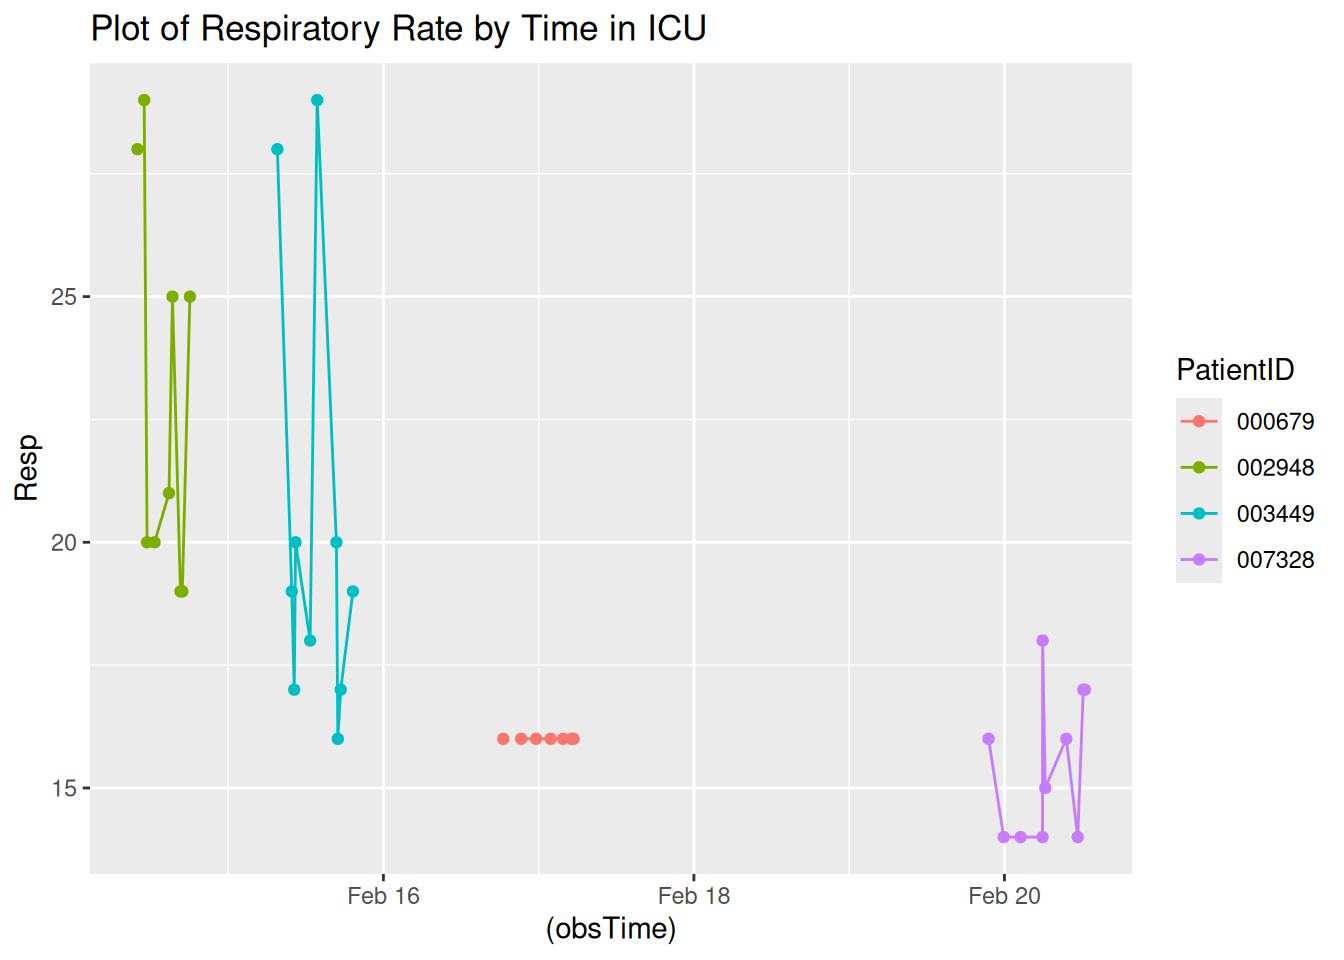 Plot of Respiratory Rate by Time in ICU
Resp
25
20
15
Feb 16
Feb 18
Feb 20
(obsTime)
PatientID
000679
002948
003449
007328